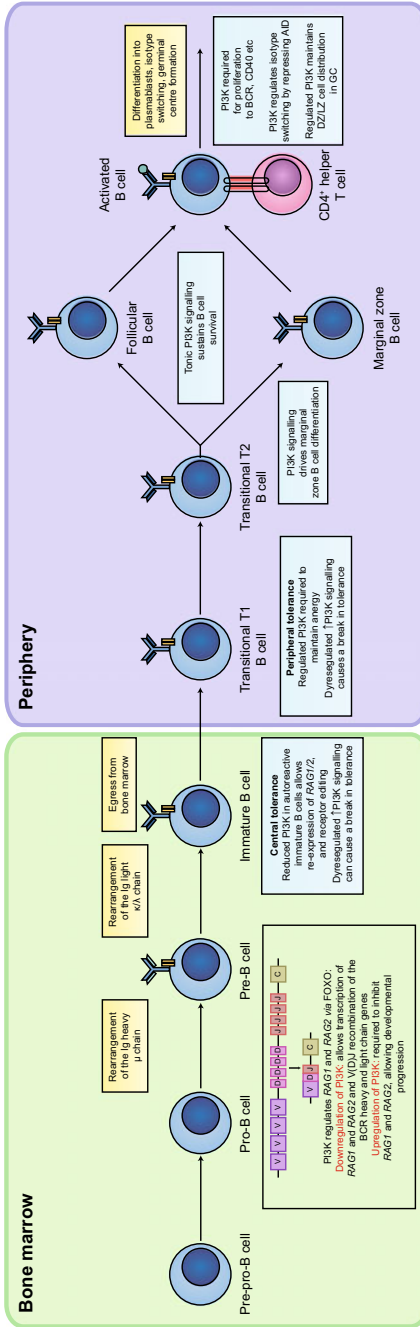 Bone marrow
Rearrangement
of the Ig heavy
μ chain
Rearrangement
of the Ig light
κ/λ chain
Egress from
bone marrow
Pre-pro-B cell
Pro-B cell
Pre-B cell
Immature B cell
V V V V D D D D J J J J C
V D J C
PI3K regulates RAG1 and RAG2 via FOXO:
Downregulation of PI3K: allows transcription of
RAG1 and RAG2 and V(D)J recombination of the
BCR heavy and light chain genes
Upregulation of PI3K: required to inhibit
RAG1 and RAG2, allowing developmental
progression
Central tolerance
Reduced PI3K in autoreactive
immature B cells allows
re-expression of RAG1/2,
and receptor editing
Dysregulated ↑PI3K signalling
can cause a break in tolerance
Periphery
Transitional T1
B cell
Transitional T2
B cell
Peripheral tolerance
Regulated PI3K required to
maintain anergy
Dyresegulated ↑PI3K signalling
causes a break in tolerance
Follicular
B cell
Tonic PI3K signalling
sustains B cell
survival
PI3K signalling
drives marginal
zone B cell differentiation
Marginal zone
B cell
Activated
B cell
CD4+ helper
T cell
Differentiation into
plasmablasts, isotype
switching, germinal
centre formation
PI3K required
for proliferation
to BCR, CD40 etc
PI3K regulates isotype
switching by repressing AID
Regulated PI3K maintains
DZ/LZ cell distribution
in GC